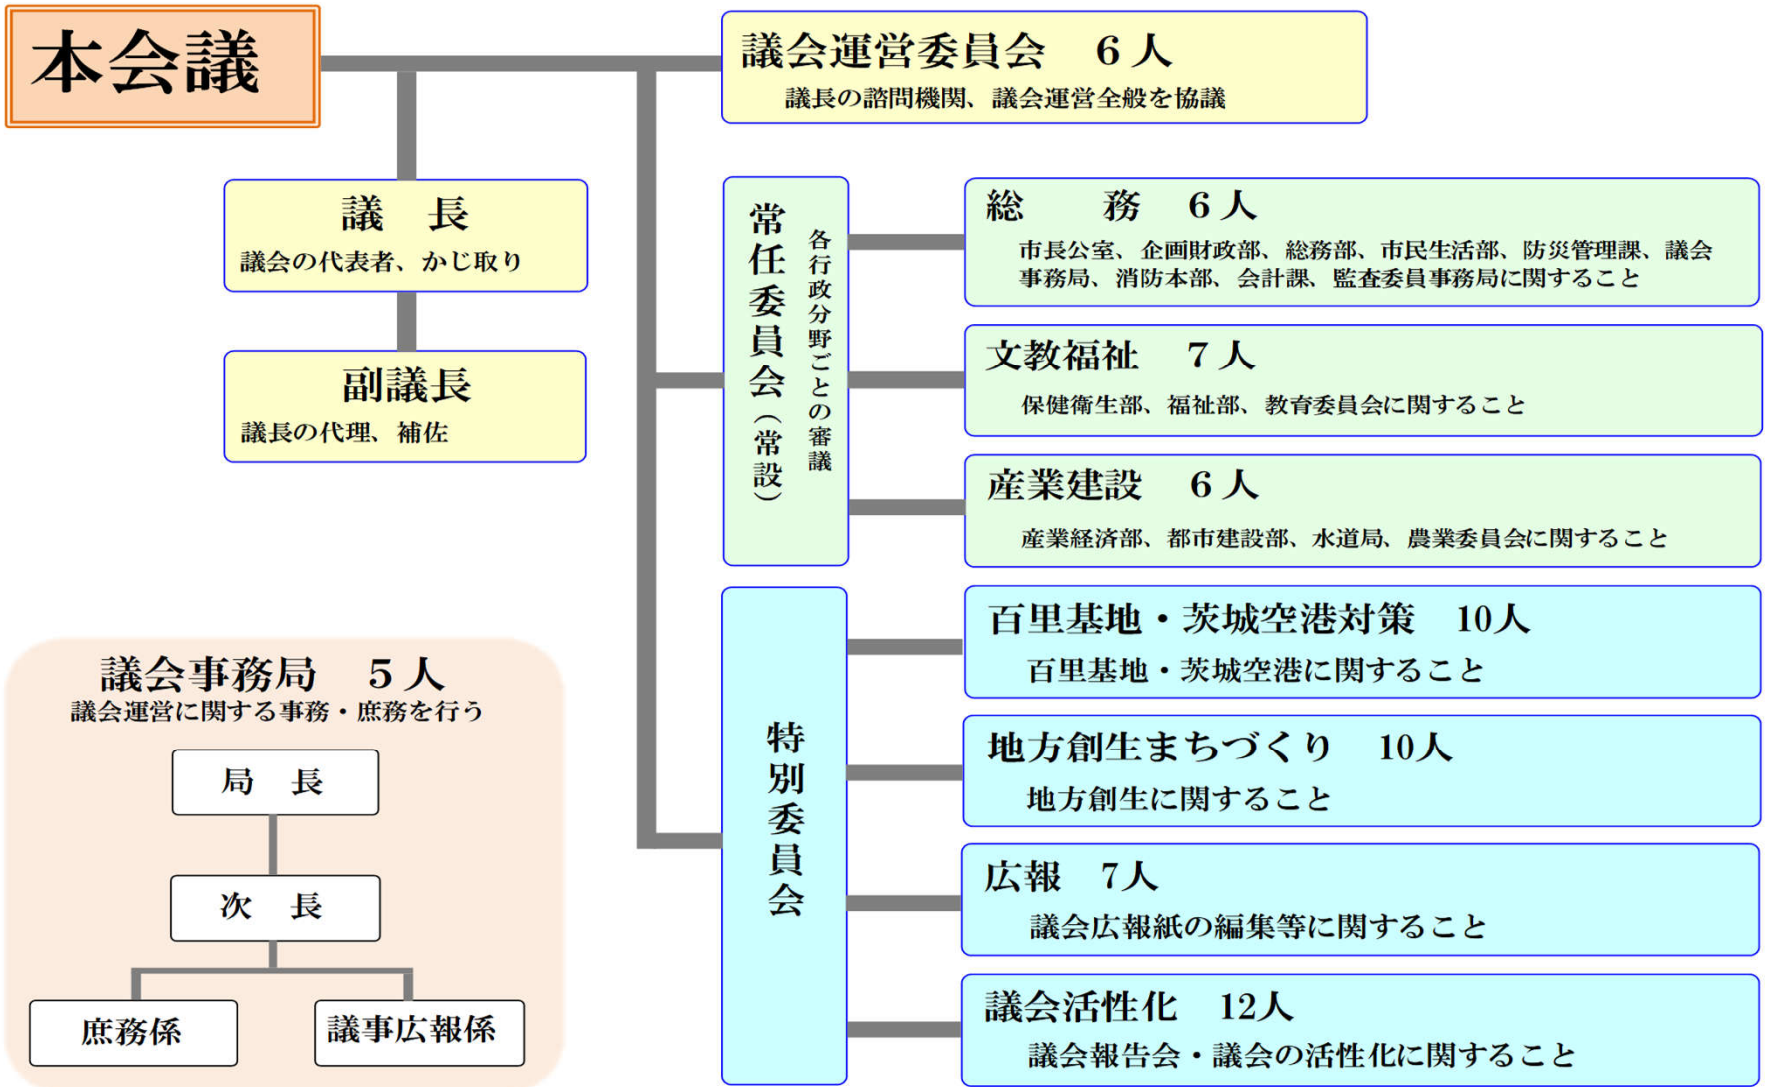 本会議
議会運営委員会　６人
議長の諮問機関、議会運営全般を協議
議　長
議会の代表者、かじ取り
副議長
議長の代理、補佐
常任委員会（常設）
各行政分野ごとの審議
総　　務　６人
市長公室、企画財政部、総務部、市民生活部、防災管理課、議会
事務局、消防本部、会計課、監査委員事務局に関すること
文教福祉　７人
保健衛生部、福祉部、教育委員会に関すること
産業建設　６人
産業経済部、都市建設部、水道局、農業委員会に関すること
特別委員会
百里基地・茨城空港対策　10人
百里基地・茨城空港に関すること
地方創生まちづくり　10人
地方創生に関すること
広報　7人
議会広報紙の編集等に関すること
議会活性化　12人
議会報告会・議会の活性化に関すること
議会事務局　５人
議会運営に関する事務・庶務を行う
局　長
次　長
庶務係
議事広報係